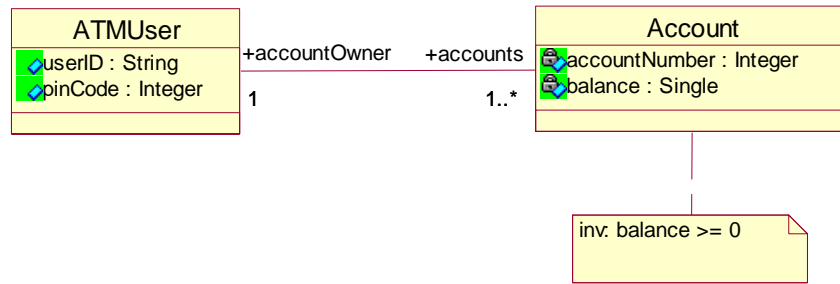 ATMUser
userID : String
pinCode : Integer
+accountOwner
1
+accounts
1..*
Account
accountNumber : Integer
balance : Single
inv: balance >= 0